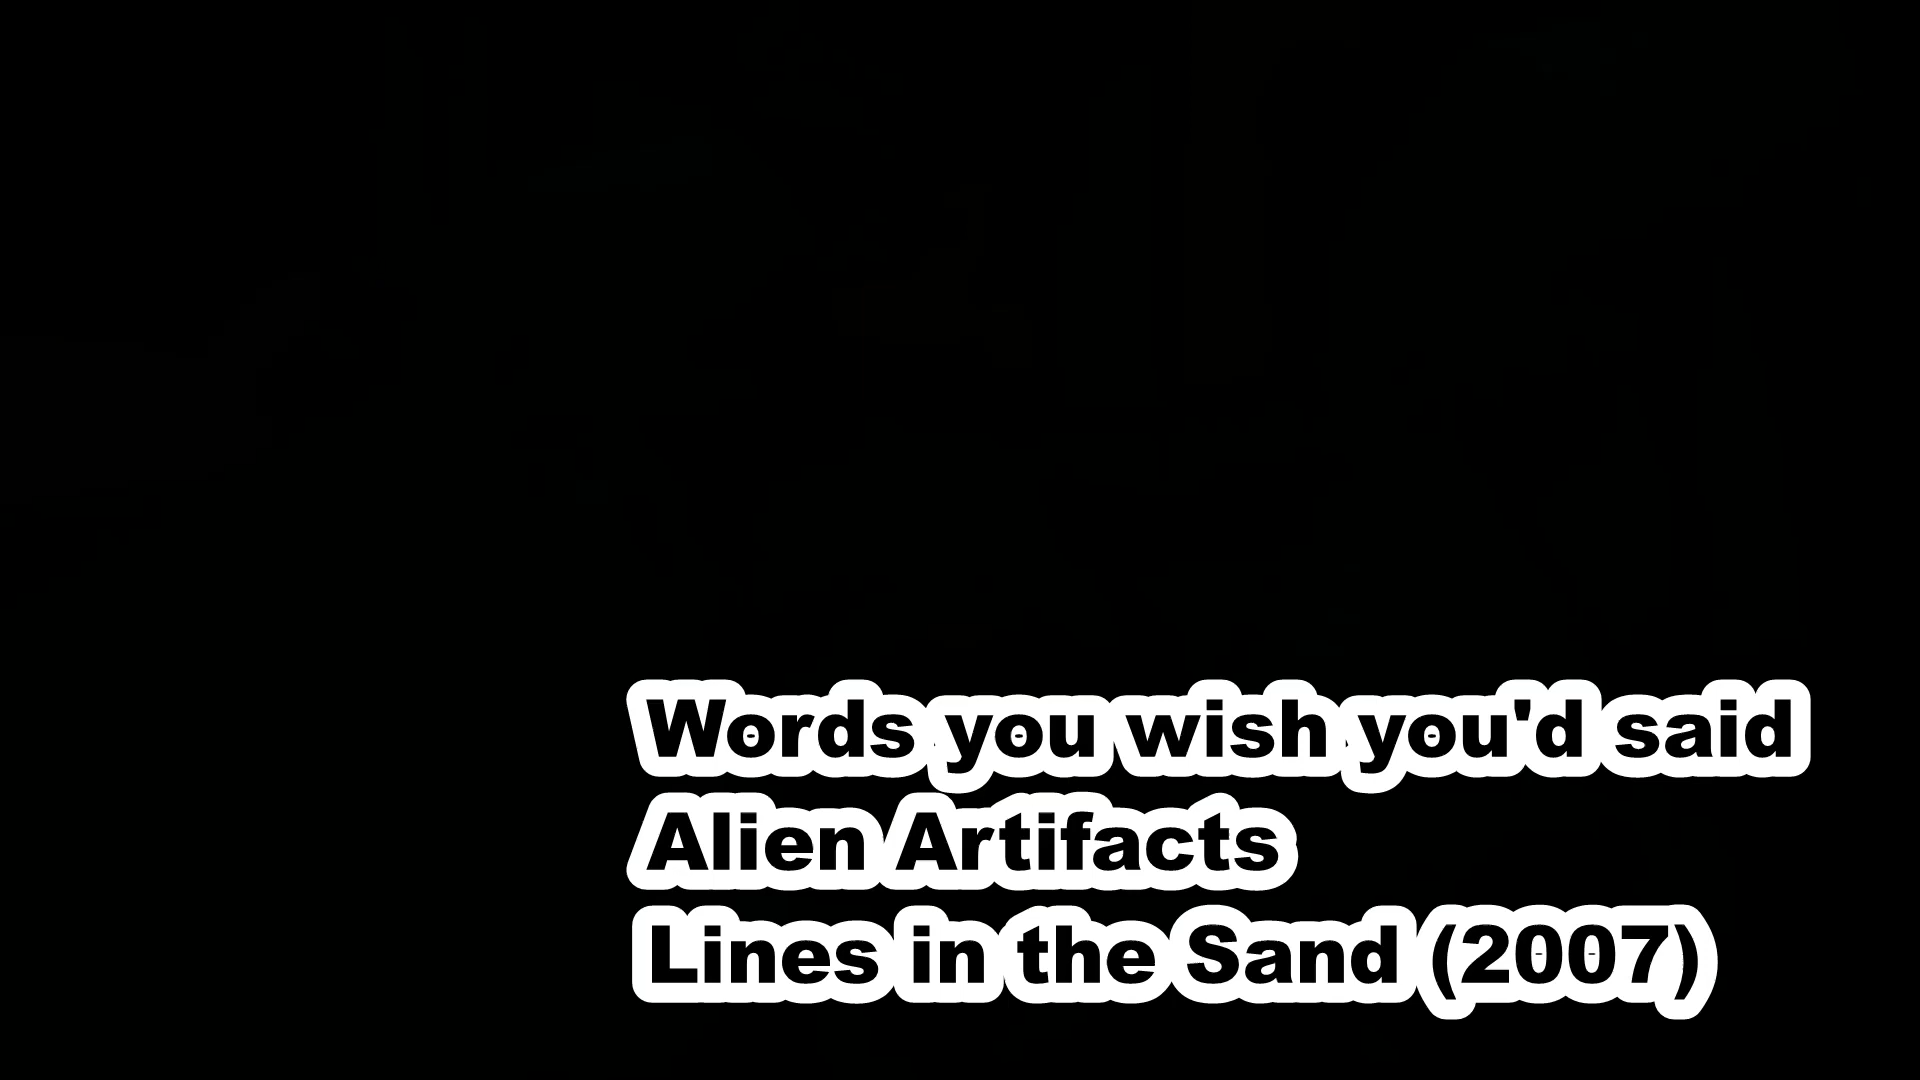 Words you wish you'd said
Alien Artifacts
Lines in the Sand (2007)